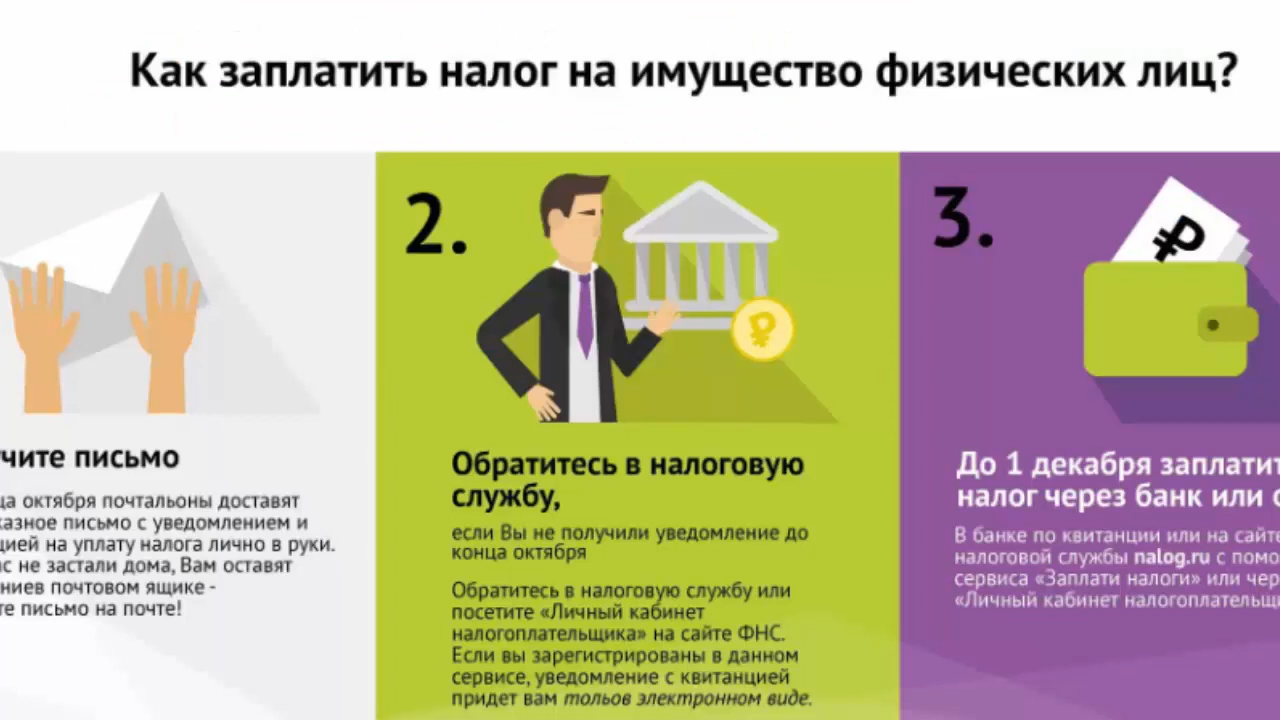 Как заплатить налог на имущество физических лиц?
чите письмо
ца октября почтальоны доставят
казное письмо с уведомлением и
цией на уплату налога лично в руки.
с не застали дома, Вам оставят
ниев почтовом ящике -
те письмо на почте!
2.
Обратитесь в налоговую
службу,
если Вы не получили уведомление до
конца октября
Обратитесь в налоговую службу или
посетите «Личный кабинет
налогоплательщика» на сайте ФНС.
Если вы зарегистрированы в данном
сервисе, уведомление с квитанцией
придет вам тольов электронном виде.
3.
До 1 декабря заплатит
налог через банк или о
В банке по квитанции или на сайте
налоговой службы nalog.ru с помо
сервиса «Заплати налоги» или чер
«Личный кабинет налогоплательщи